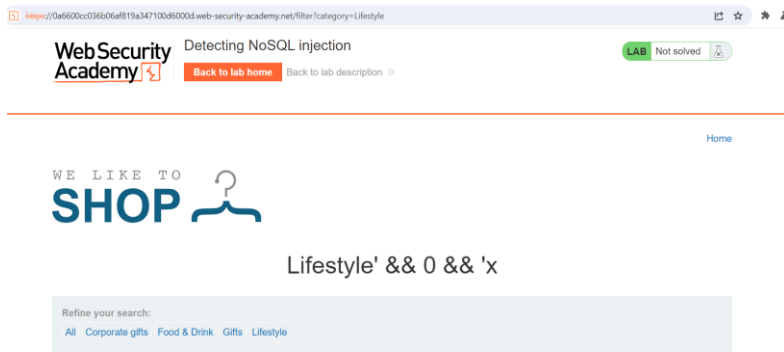 https://0a6600cc036b06af819a347100d6000d.web-security-academy.net/filter?category=Lifestyle
Web Security Academy
Detecting NoSQL injection
Back to lab home Back to lab description
LAB Not solved
Home
WE LIKE TO
SHOP
Lifestyle' && 0 && 'x
Refine your search:
All Corporate gifts Food & Drink Gifts Lifestyle